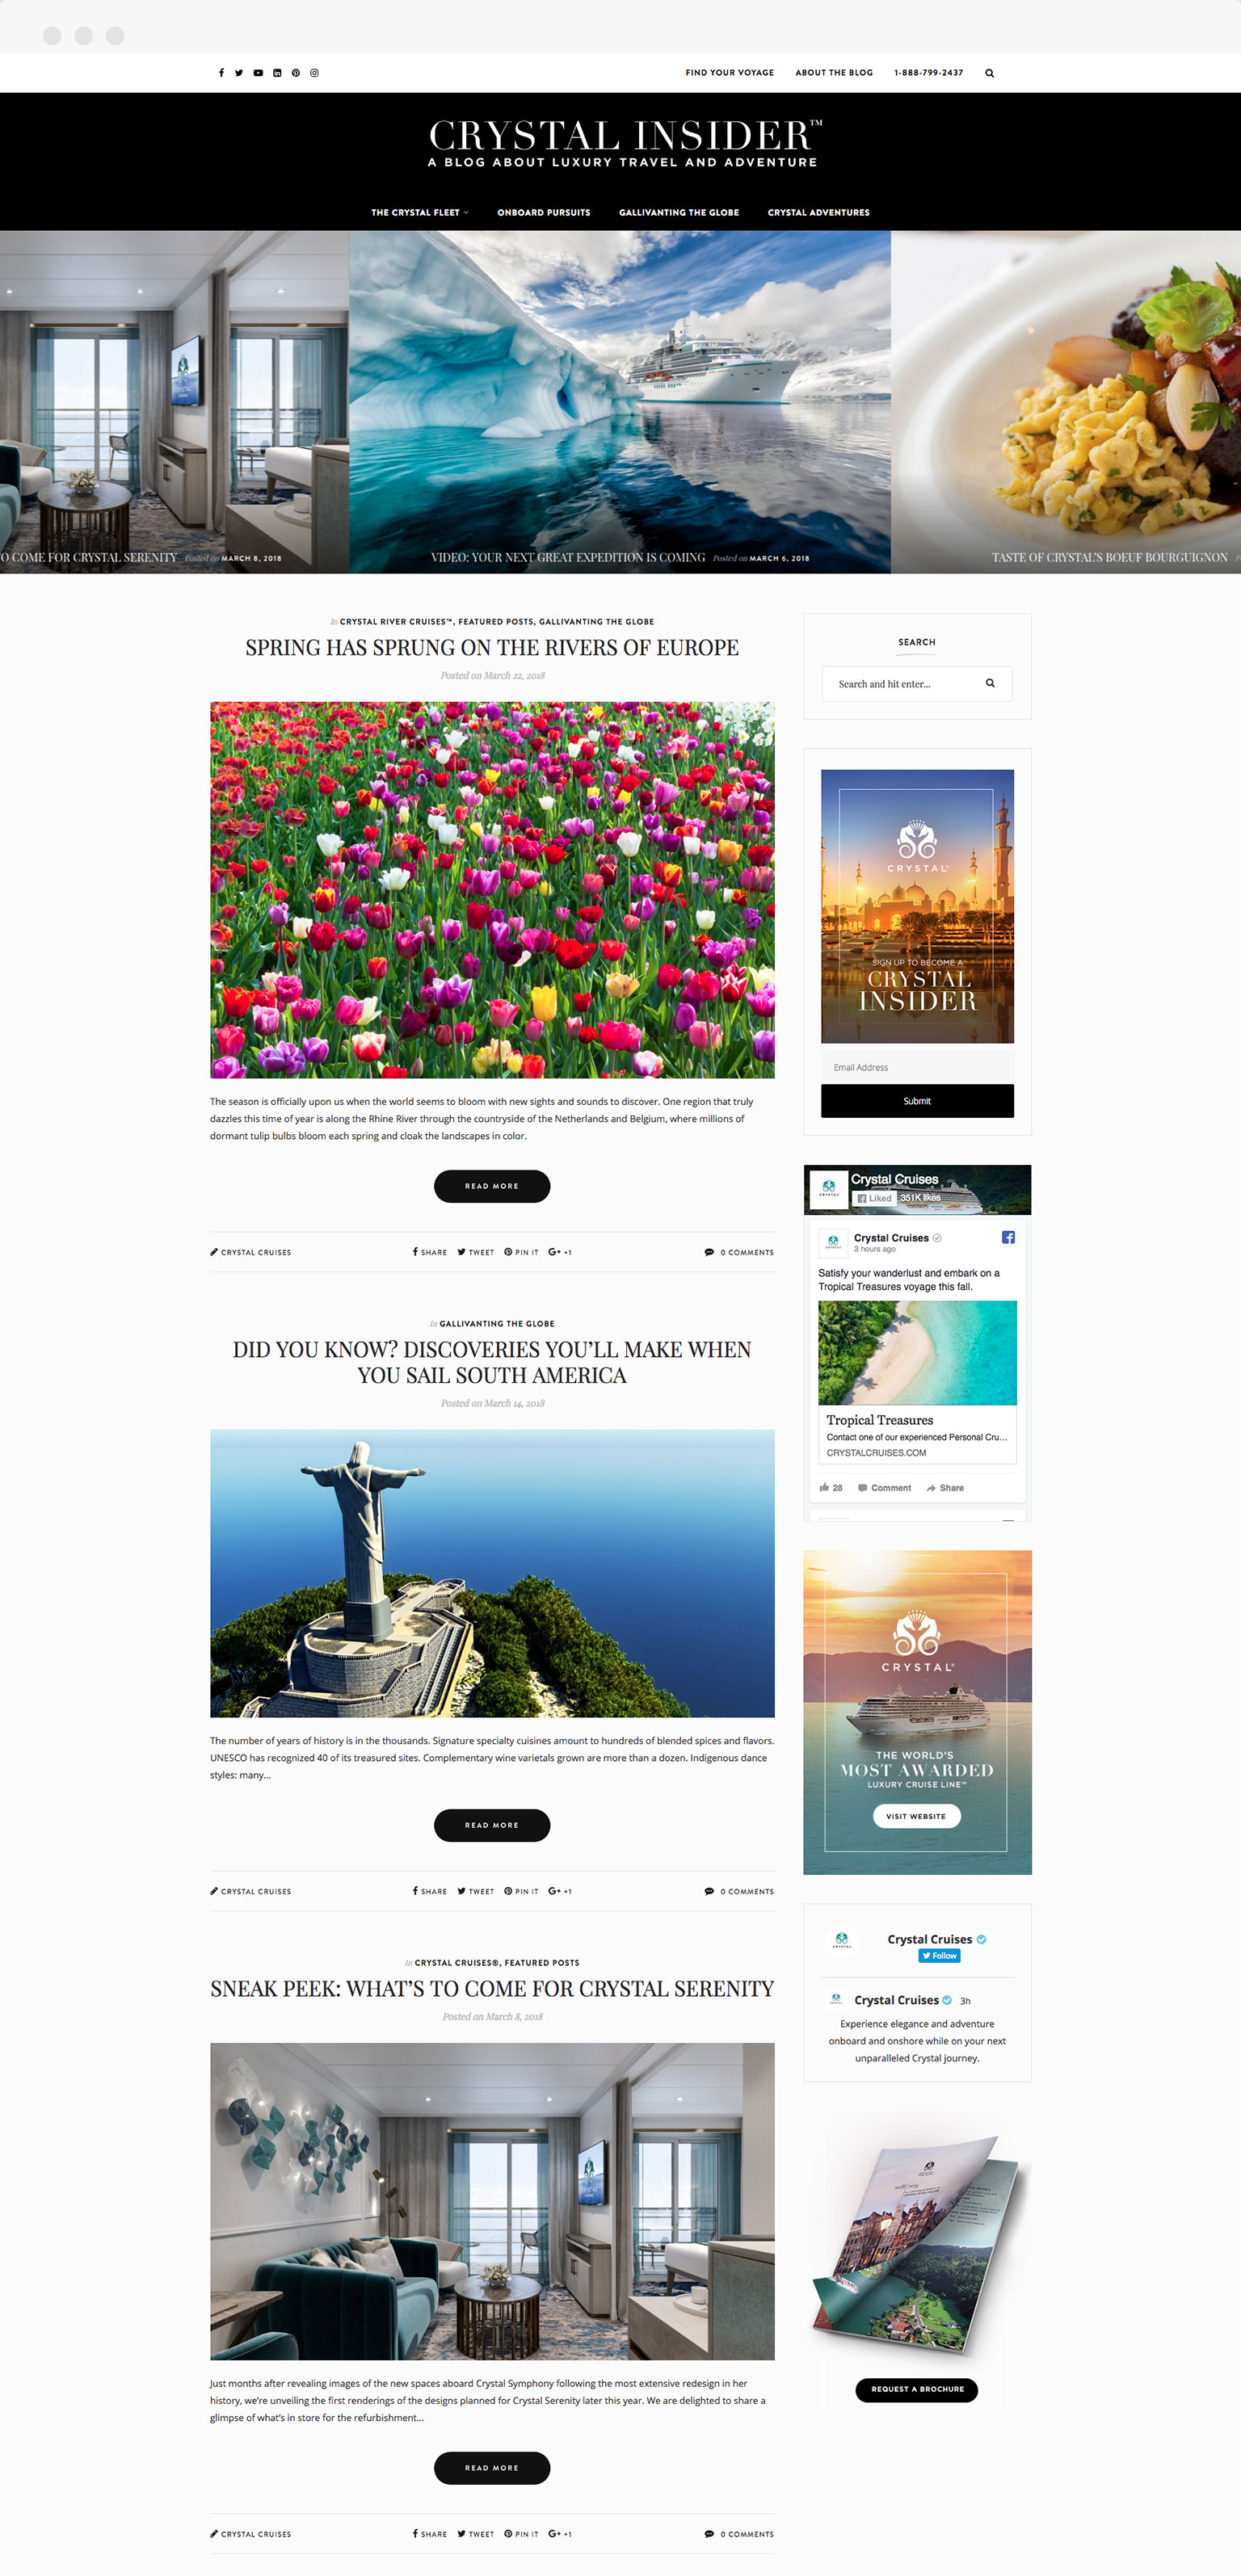 FIND YOUR VOYAGE ABOUT THE BLOG 1-888-799-2437
CRYSTAL INSIDER™
A BLOG ABOUT LUXURY TRAVEL AND ADVENTURE
THE CRYSTAL FLEET ONBOARD PURSUITS GALLIVANTING THE GLOBE CRYSTAL ADVENTURES
O COME FOR CRYSTAL SERENITY Posted on MARCH 8, 2018
VIDEO: YOUR NEXT GREAT EXPEDITION IS COMING Posted on MARCH 6, 2018
TASTE OF CRYSTAL'S BOEUF BOURGUIGNON
In CRYSTAL RIVER CRUISES™, FEATURED POSTS, GALLIVANTING THE GLOBE
SPRING HAS SPRUNG ON THE RIVERS OF EUROPE
Posted on March 22, 2018
The season is officially upon us when the world seems to bloom with new sights and sounds to discover. One region that truly
dazzles this time of year is along the Rhine River through the countryside of the Netherlands and Belgium, where millions of
dormant tulip bulbs bloom each spring and cloak the landscapes in color.
READ MORE
CRYSTAL CRUISES SHARE TWEET PIN IT G+ +1 0 COMMENTS
In GALLIVANTING THE GLOBE
DID YOU KNOW? DISCOVERIES YOU'LL MAKE WHEN
YOU SAIL SOUTH AMERICA
Posted on March 14, 2018
The number of years of history is in the thousands. Signature specialty cuisines amount to hundreds of blended spices and flavors.
UNESCO has recognized 40 of its treasured sites. Complementary wine varietals grown are more than a dozen. Indigenous dance
styles: many...
READ MORE
CRYSTAL CRUISES SHARE TWEET PIN IT G+ +1 0 COMMENTS
In CRYSTAL CRUISES®, FEATURED POSTS
SNEAK PEEK: WHAT'S TO COME FOR CRYSTAL SERENITY
Posted on March 8, 2018
Just months after revealing images of the new spaces aboard Crystal Symphony following the most extensive redesign in her
history, we're unveiling the first renderings of the designs planned for Crystal Serenity later this year. We are delighted to share a
glimpse of what's in store for the refurbishment...
READ MORE
CRYSTAL CRUISES SHARE TWEET PIN IT G+ +1 0 COMMENTS
SEARCH
Search and hit enter...
CRYSTAL®
SIGN UP TO BECOME A
CRYSTAL
INSIDER
Email Address
Submit
Crystal Cruises
Liked 351K likes
Crystal Cruises
3 hours ago
Satisfy your wanderlust and embark on a
Tropical Treasures voyage this fall.
Tropical Treasures
Contact one of our experienced Personal Cru...
CRYSTALCRUISES.COM
28 Comment Share
CRYSTAL®
THE WORLD'S
MOST AWARDED
LUXURY CRUISE LINE™
VISIT WEBSITE
Crystal Cruises
Follow
Crystal Cruises 3h
Experience elegance and adventure
onboard and onshore while on your next
unparalleled Crystal journey.
REQUEST A BROCHURE